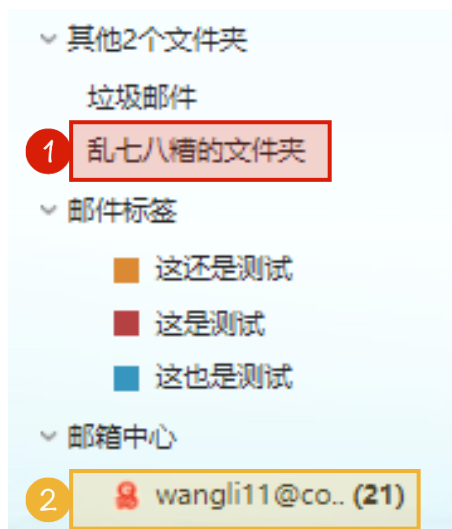 其他2个文件夹
垃圾邮件
1 乱七八糟的文件夹
邮件标签
这还是测试
这是测试
这也是测试
邮箱中心
2 wangli11@co.. (21)